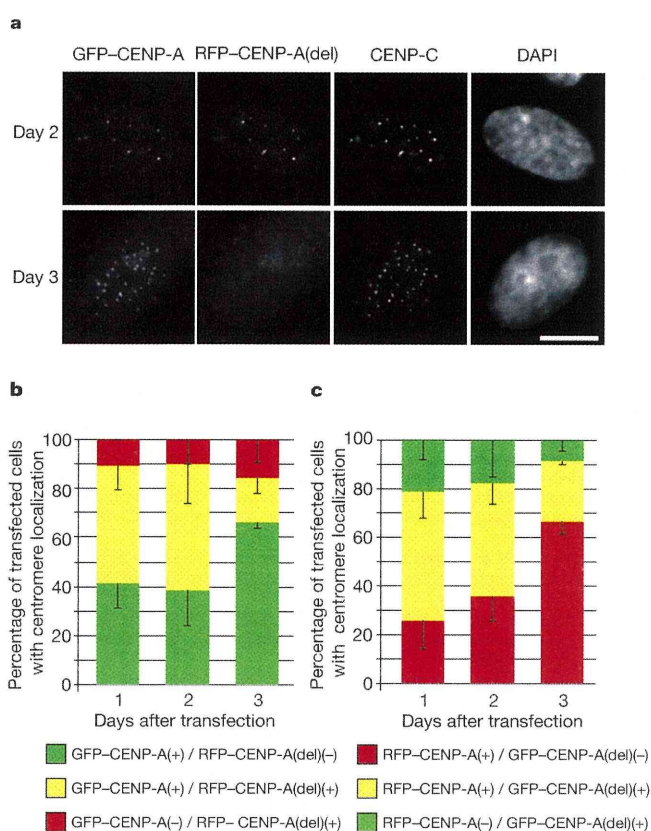 a
GFP–CENP-A RFP–CENP-A(del) CENP-C DAPI
Day 2
Day 3
b
Percentage of transfected cells
with centromere localization
100
80
60
40
20
0
1 2 3
Days after transfection
GFP–CENP-A(+) / RFP–CENP-A(del)(–)
GFP–CENP-A(+) / RFP–CENP-A(del)(+)
GFP–CENP-A(–) / RFP– CENP-A(del)(+)
c
Percentage of transfected cells
with centromere localization
100
80
60
40
20
0
1 2 3
Days after transfection
RFP–CENP-A(+) / GFP–CENP-A(del)(–)
RFP–CENP-A(+) / GFP–CENP-A(del)(+)
RFP–CENP-A(–) / GFP–CENP-A(del)(+)